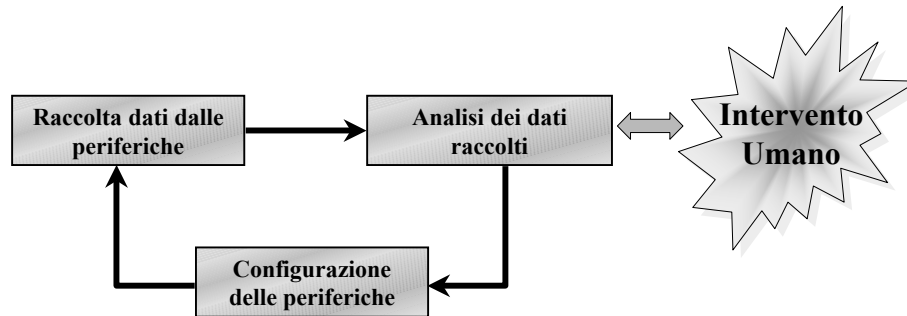 Raccolta dati dalle
periferiche
Analisi dei dati
raccolti
Intervento
Umano
Configurazione
delle periferiche